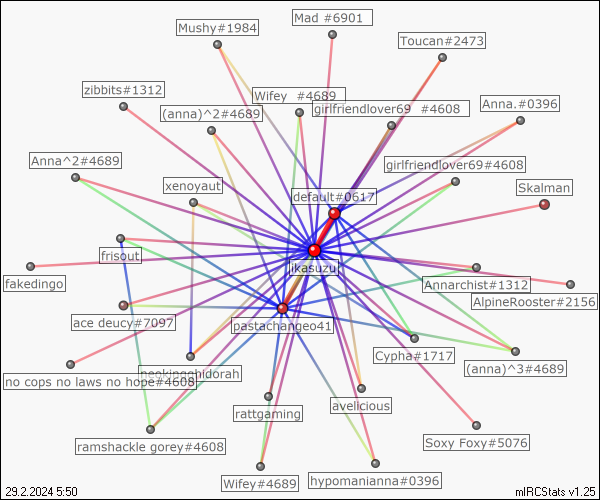 Mad #6901
Mushy#1984
Toucan#2473
zibbits#1312
Wifey #4689
(anna)^2#4689
girlfriendlover69 #4608
Anna.#0396
Anna^2#4689
girlfriendlover69#4608
xenoyaut
default#0617
Skalman
frisout
jikasuzu
fakedingo
Annarchist#1312
AlpineRooster#2156
ace deucy#7097
pastachangeo41
Cypha#1717
(anna)^3#4689
neokingghidorah
no cops no laws no hope#4608
avelicious
rattgaming
ramshackle gorey#4608
Soxy Foxy#5076
Wifey#4689
hypomanianna#0396
29.2.2024 5:50
mIRCStats v1.25